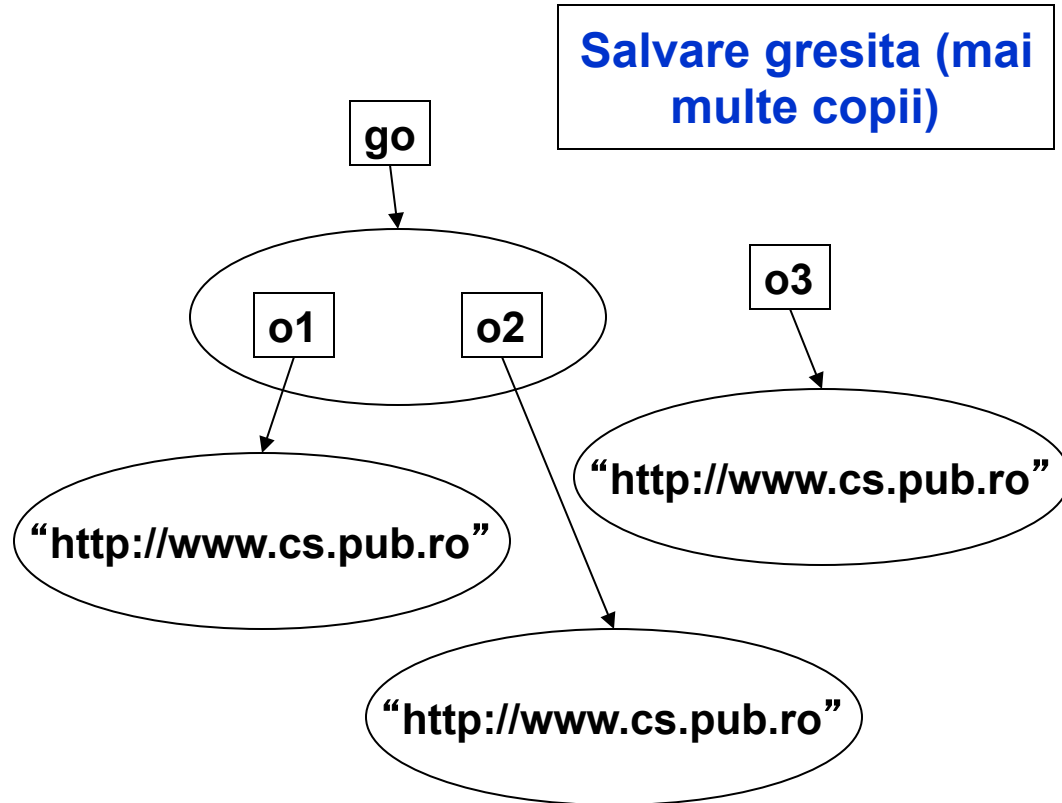 Salvare gresita (mai
multe copii)
go
o1
o2
o3
“http://www.cs.pub.ro”
“http://www.cs.pub.ro”
“http://www.cs.pub.ro”